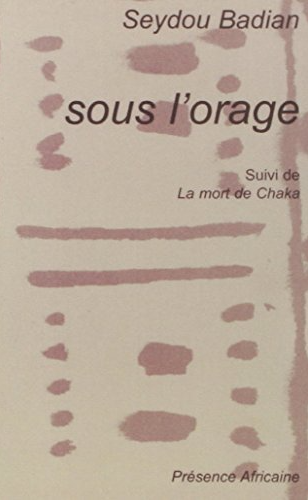 Seydou Badian
sous l'orage
Suivi de
La mort de Chaka
Présence Africaine